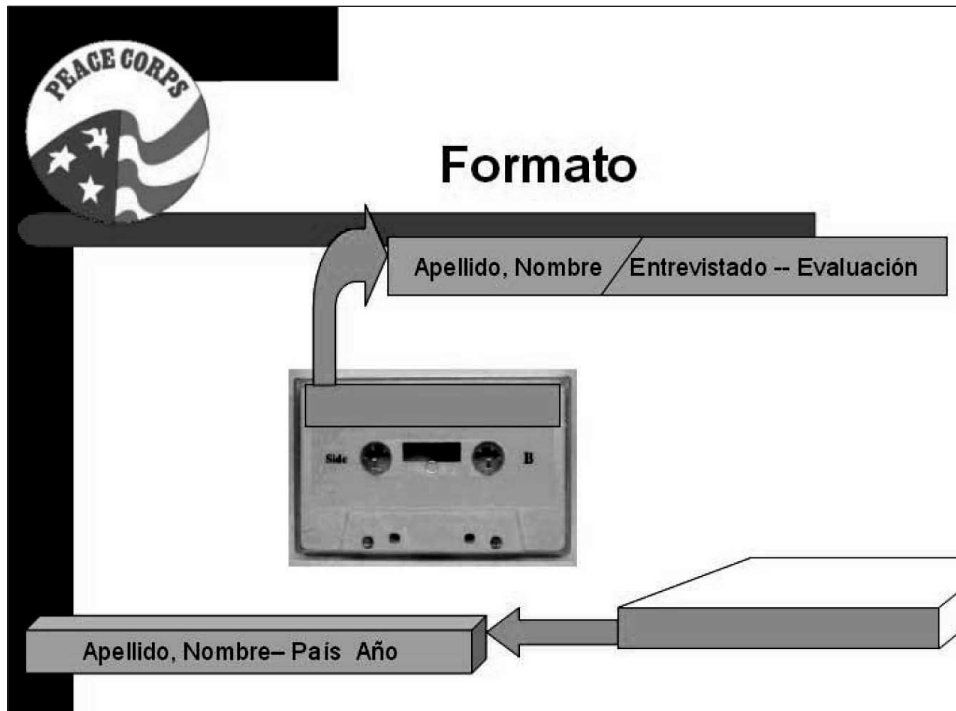 PEACE CORPS
Formato
Apellido, Nombre / Entrevistado -- Evaluación
Side B
Apellido, Nombre– País Año